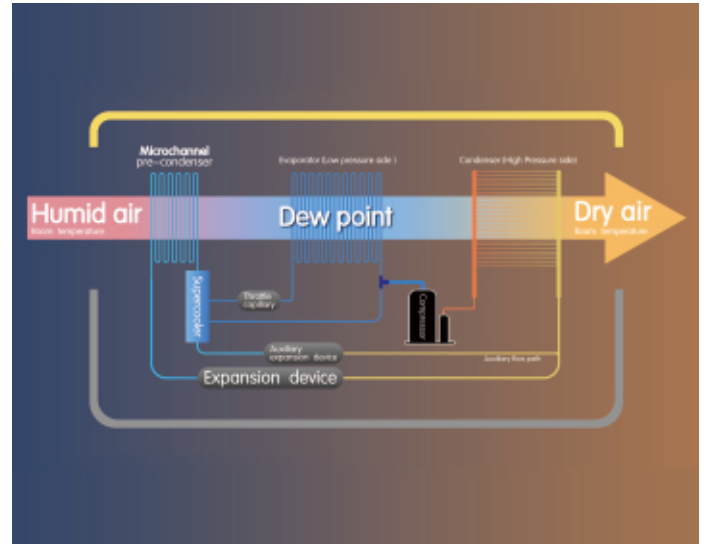 Microchannel
pre-condenser
Evaporator (Low pressure side )
Condenser (High Pressure side)
Humid air
Room temperature
Dew point
Dry air
Room temperature
Supercooler
Throttle
capillary
Compressor
Auxiliary
expansion device
Auxiliary flow path
Expansion device